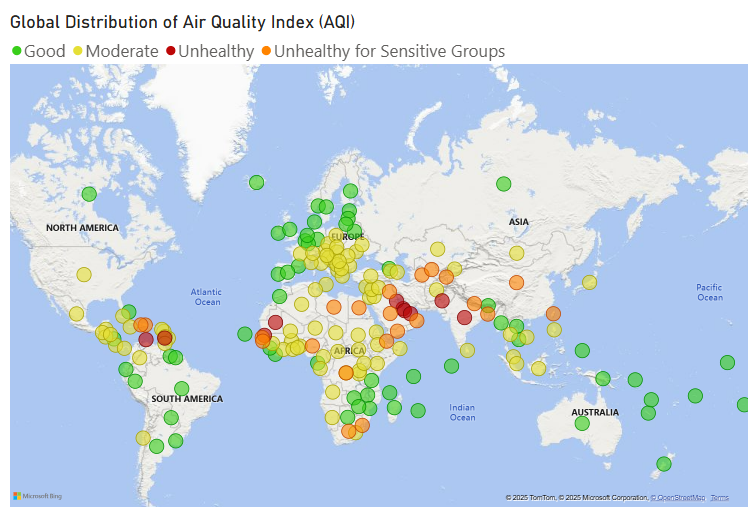 Global Distribution of Air Quality Index (AQI)
Good Moderate Unhealthy Unhealthy for Sensitive Groups
NORTH AMERICA
ASIA
EUROPE
Atlantic
Ocean
Pacific
Ocean
AFRICA
SOUTH AMERICA
Indian
Ocean
AUSTRALIA
Microsoft Bing
© 2025 TomTom, © 2025 Microsoft Corporation, © OpenStreetMap Terms